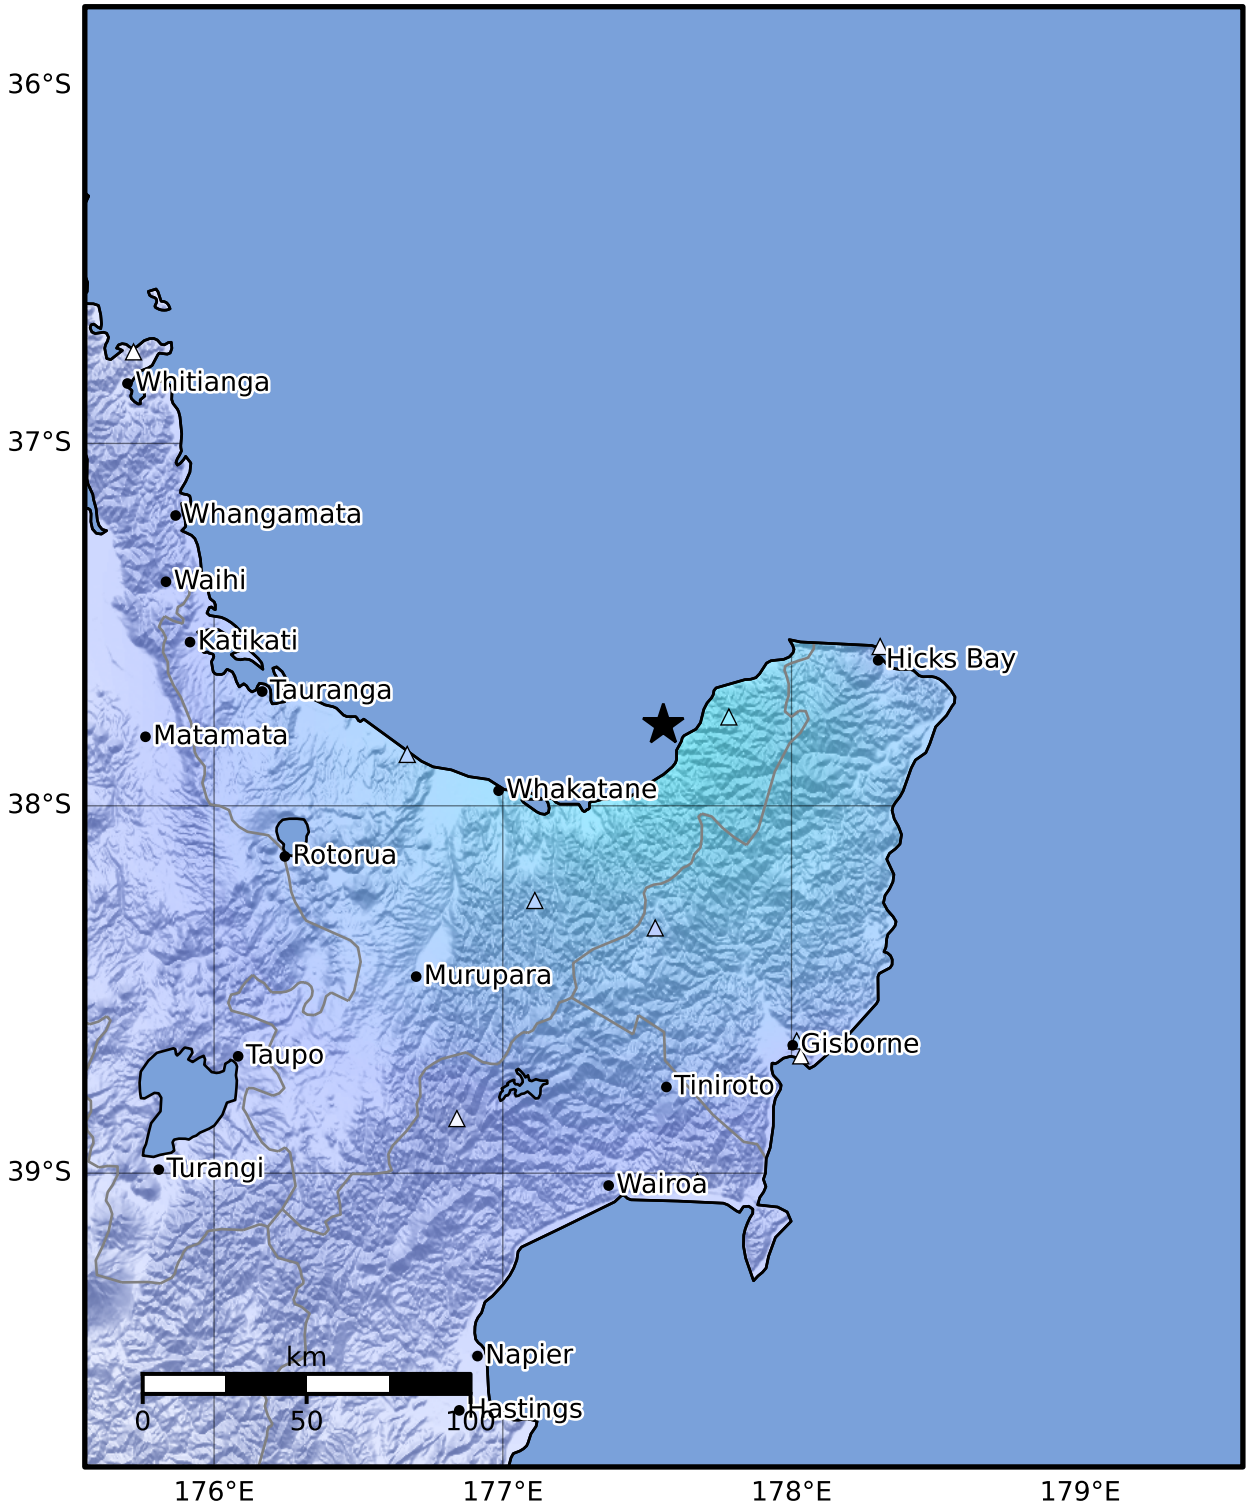 36°S
Whitianga
37°S
Whangamata
Waihi
Katikati
Hicks Bay
Tauranga
Matamata
Whakatane
38°S
Rotorua
Murupara
Gisborne
Taupo
Tiniroto
39°S
Turangi
Wairoa
km
Napier
Hastings
0 50 100
176°E 177°E 178°E 179°E